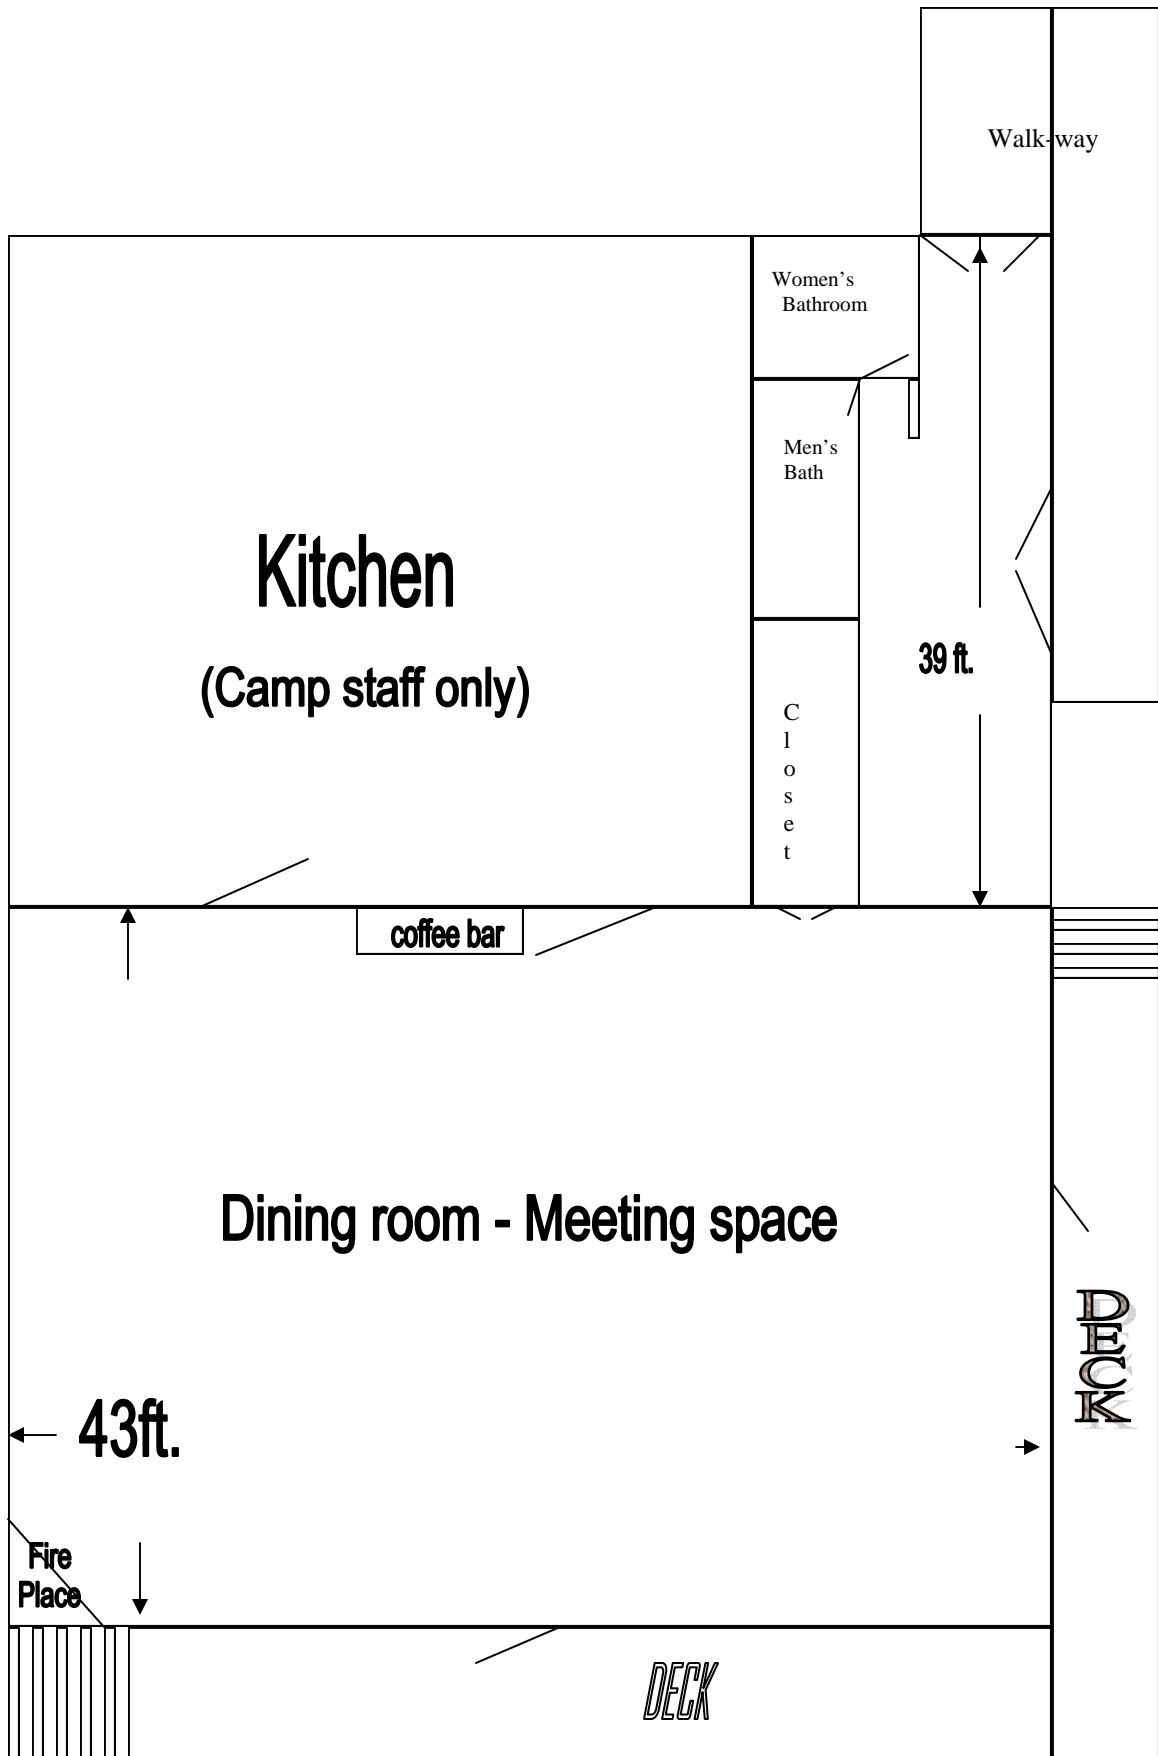 Walk-way
Women’s
Bathroom
Men’s
Bath
Kitchen
(Camp staff only)
39 ft.
C
l
o
s
e
t
coffee bar
Dining room - Meeting space
D
E
C
K
43ft.
Fire
Place
DECK